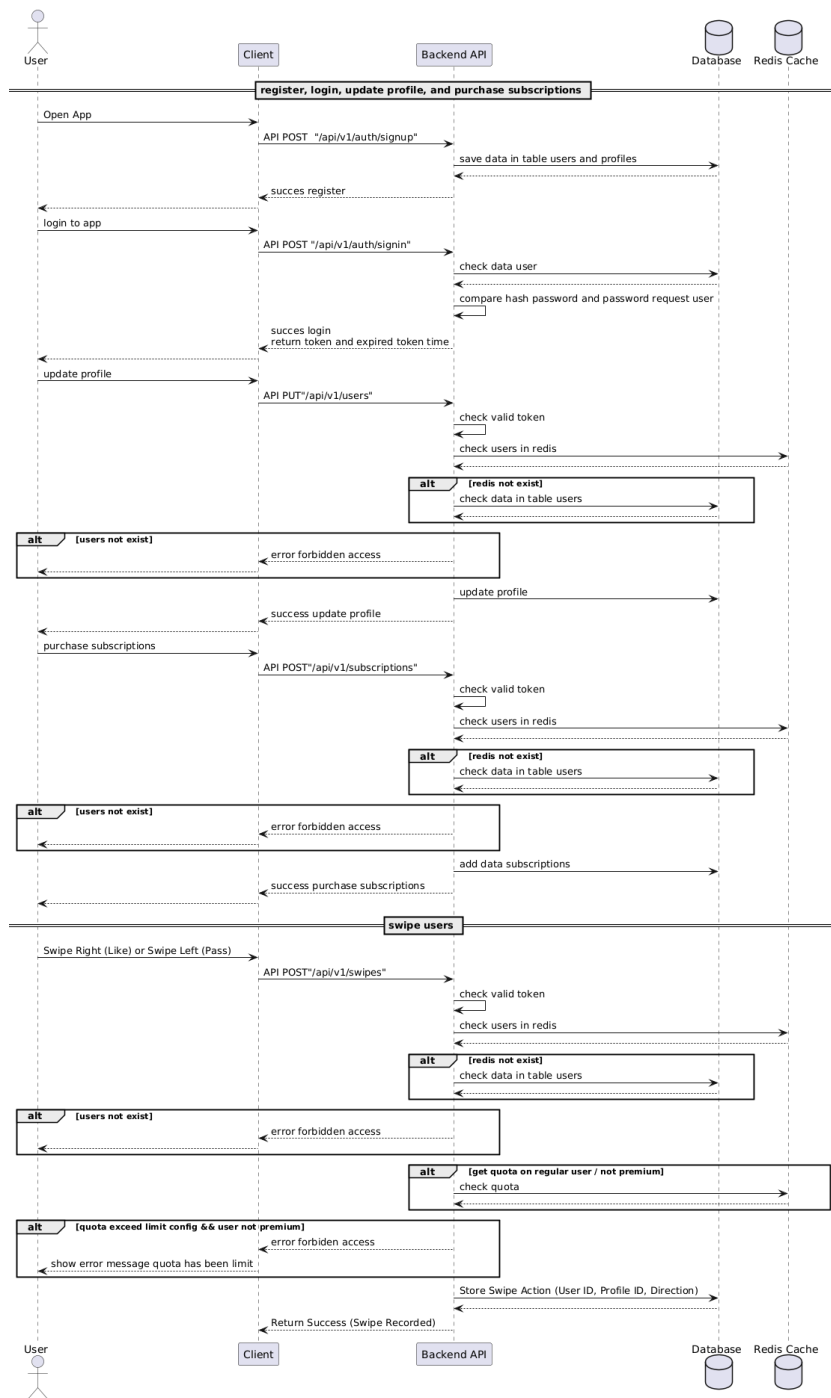 User
Client
Backend API
Database
Redis Cache
register, login, update profile, and purchase subscriptions
Open App
API POST  "/api/v1/auth/signup"
save data in table users and profiles
succes register
login to app
API POST "/api/v1/auth/signin"
check data user
compare hash password and password request user
succes login
return token and expired token time
update profile
API PUT"/api/v1/users"
check valid token
check users in redis
alt [redis not exist]
check data in table users
alt [users not exist]
error forbidden access
update profile
success update profile
purchase subscriptions
API POST"/api/v1/subscriptions"
check valid token
check users in redis
alt [redis not exist]
check data in table users
alt [users not exist]
error forbidden access
add data subscriptions
success purchase subscriptions
swipe users
Swipe Right (Like) or Swipe Left (Pass)
API POST"/api/v1/swipes"
check valid token
check users in redis
alt [redis not exist]
check data in table users
alt [users not exist]
error forbidden access
alt [get quota on regular user / not premium]
check quota
alt [quota exceed limit config && user not premium]
error forbiden access
show error message quota has been limit
Store Swipe Action (User ID, Profile ID, Direction)
Return Success (Swipe Recorded)
User
Client
Backend API
Database
Redis Cache